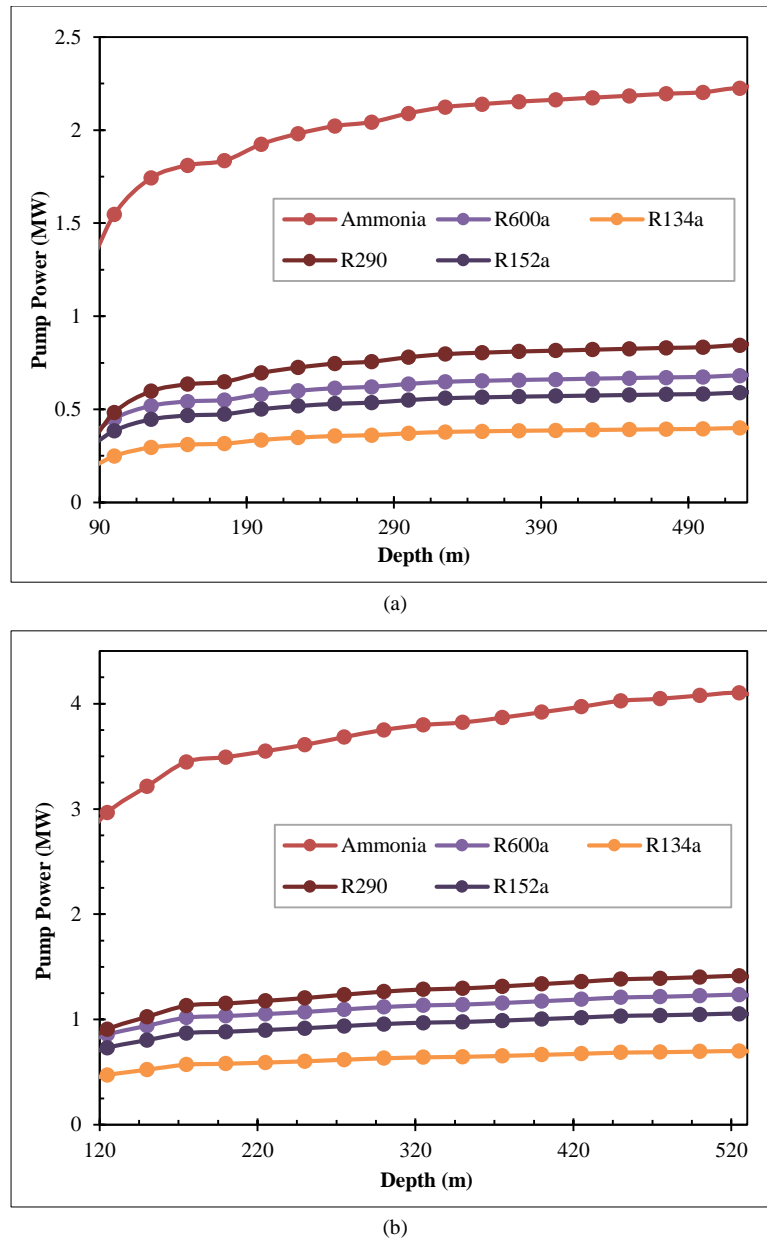 2.5
2
1.5
1
0.5
0
Pump Power (MW)
Ammonia R600a R134a
R290 R152a
90 190 290 390 490
Depth (m)
(a)
4
3
2
1
0
Pump Power (MW)
Ammonia R600a R134a
R290 R152a
120 220 320 420 520
Depth (m)
(b)